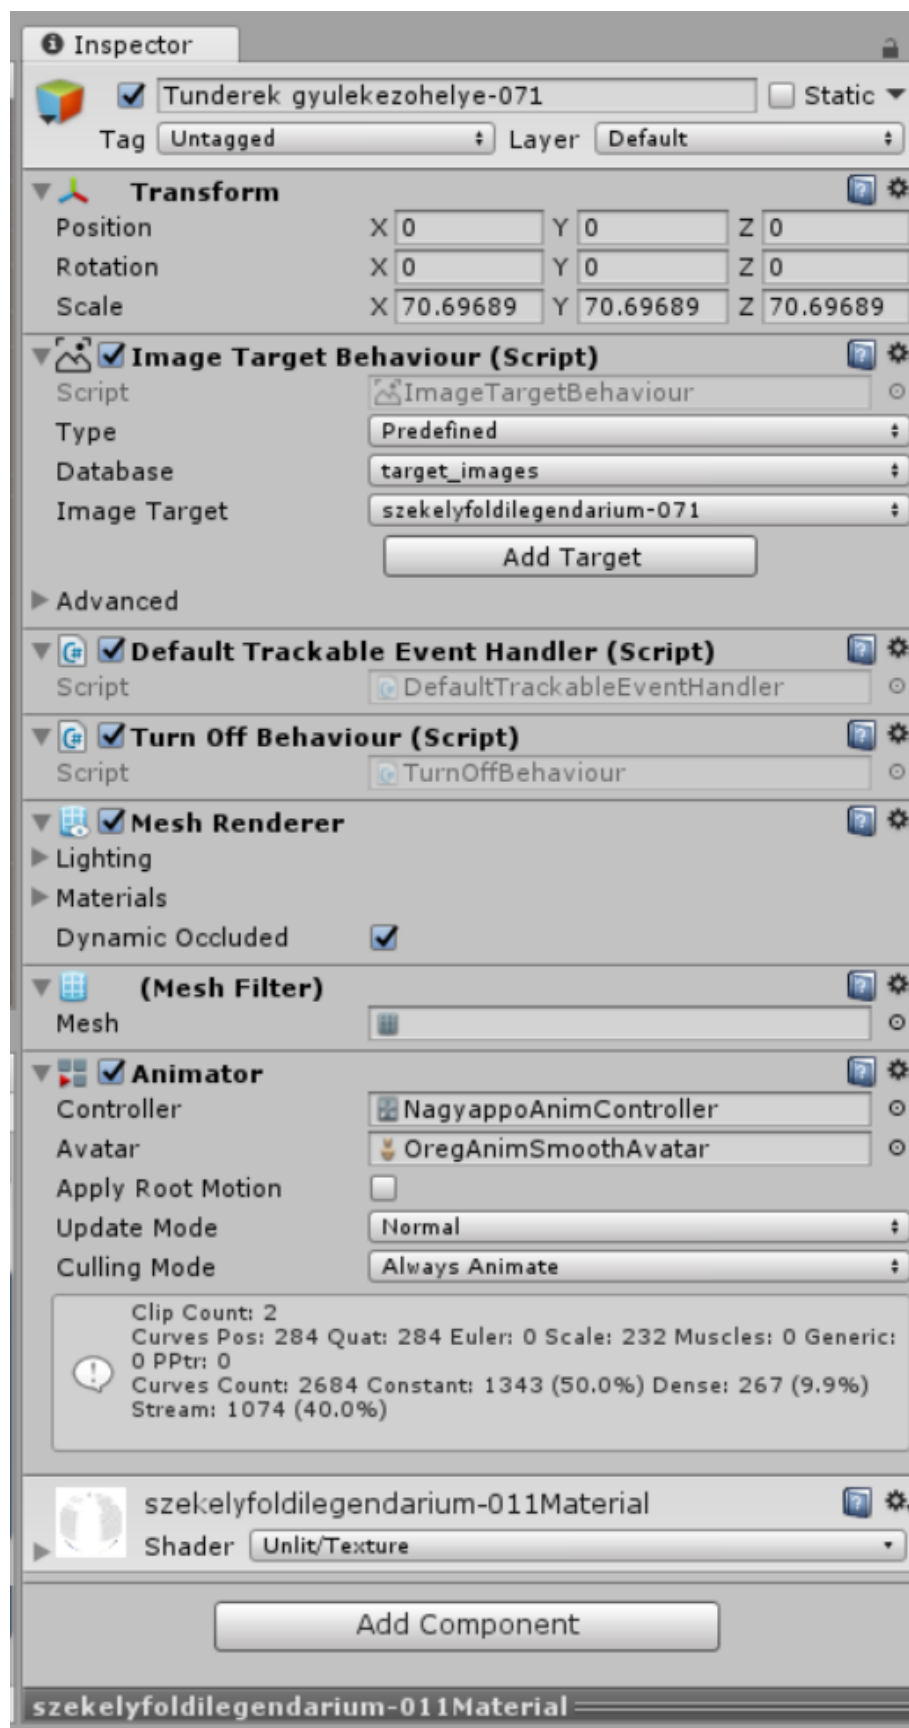 Inspector
Tunderek gyulekezohelye-071 Static
Tag Untagged Layer Default
Transform
Position X 0 Y 0 Z 0
Rotation X 0 Y 0 Z 0
Scale X 70.69689 Y 70.69689 Z 70.69689
Image Target Behaviour (Script)
Script ImageTargetBehaviour
Type Predefined
Database target_images
Image Target szekelyfoldilegendarium-071
Add Target
Advanced
Default Trackable Event Handler (Script)
Script DefaultTrackableEventHandler
Turn Off Behaviour (Script)
Script TurnOffBehaviour
Mesh Renderer
Lighting
Materials
Dynamic Occluded
(Mesh Filter)
Mesh
Animator
Controller NagyappoAnimController
Avatar OregAnimSmoothAvatar
Apply Root Motion
Update Mode Normal
Culling Mode Always Animate
Clip Count: 2
Curves Pos: 284 Quat: 284 Euler: 0 Scale: 232 Muscles: 0 Generic:
0 PPtr: 0
Curves Count: 2684 Constant: 1343 (50.0%) Dense: 267 (9.9%)
Stream: 1074 (40.0%)
szekelyfoldilegendarium-011Material
Shader Unlit/Texture
Add Component
szekelyfoldilegendarium-011Material